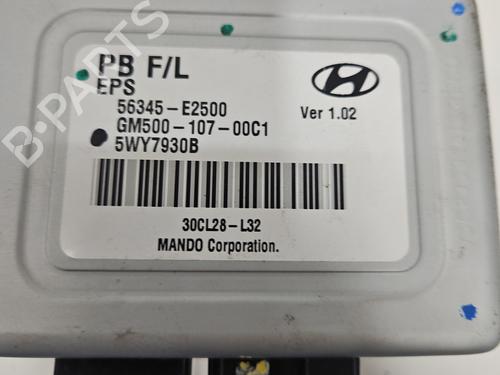 PB F/L
EPS
56345-E2500
GM500-107-00C1
5WY7930B
Ver 1.02
30CL28-L32
MANDO Corporation.
B-PARTS